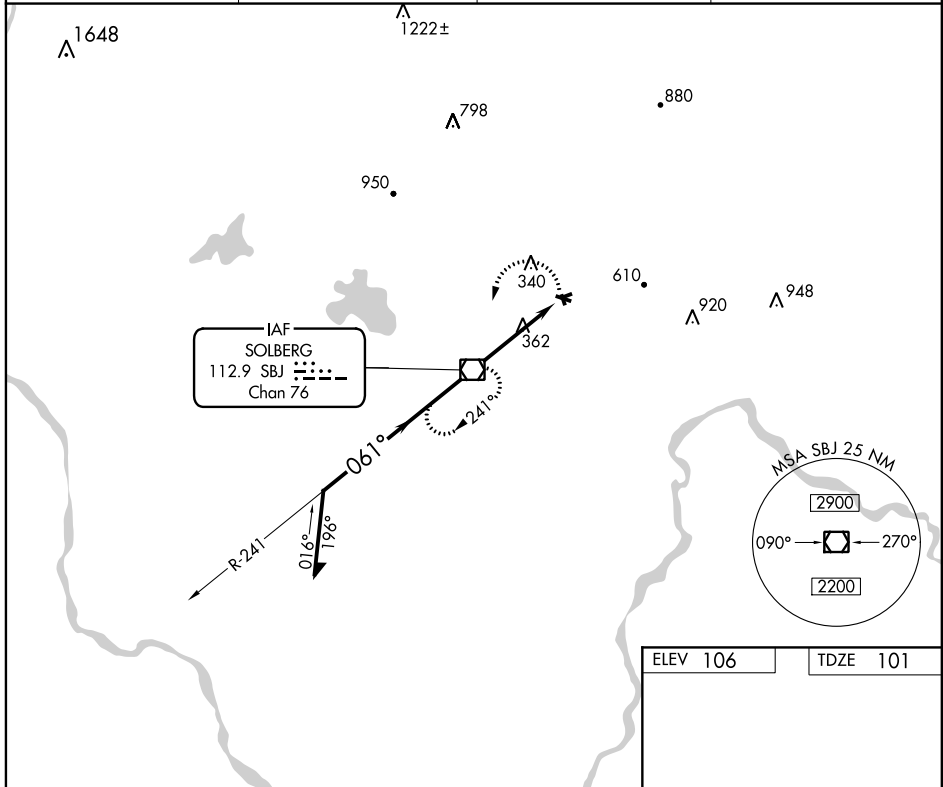 1648
1222±
798
880
950
340
610
920
948
362
IAF
SOLBERG
112.9 SBJ
Chan 76
241°
061°
R-241
016°
196°
MSA SBJ 25 NM
2900
090°
270°
2200
ELEV 106
TDZE 101